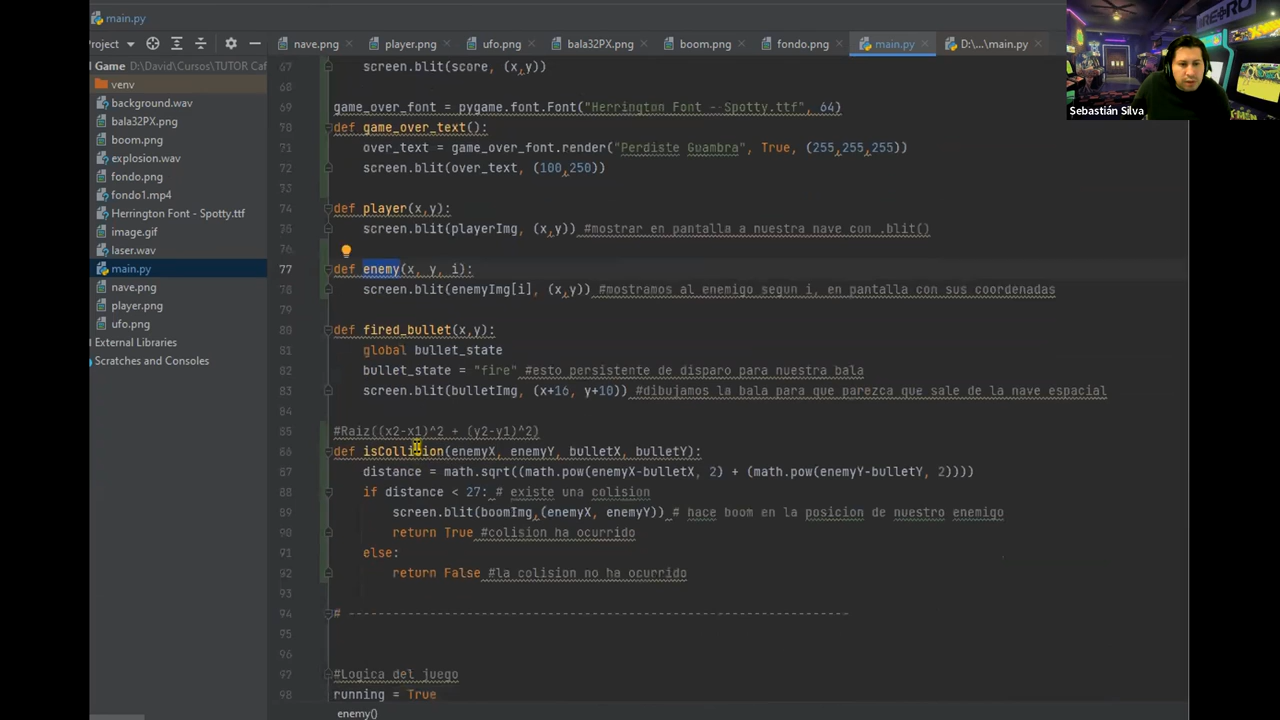 main.py
Project
nave.png
player.png
ufo.png
bala32PX.png
boom.png
fondo.png
main.py
D:\...\main.py
Sebastián Silva
Game D:\David\Cursos\TUTOR Caf
venv
background.wav
bala32PX.png
boom.png
explosion.wav
fondo.png
fondo1.mp4
Herrington Font - Spotty.ttf
image.gif
laser.wav
main.py
nave.png
player.png
ufo.png
External Libraries
Scratches and Consoles
67 screen.blit(score, (x,y))
68
69 game_over_font = pygame.font.Font("Herrington Font - Spotty.ttf", 64)
70 def game_over_text():
71 over_text = game_over_font.render("Perdiste Guambra", True, (255,255,255))
72 screen.blit(over_text, (100,250))
73
74 def player(x,y):
75 screen.blit(playerImg, (x,y)) #mostrar en pantalla a nuestra nave con .blit()
76
77 def enemy(x, y, i):
78 screen.blit(enemyImg[i], (x,y)) #mostramos al enemigo segun i, en pantalla con sus coordenadas
79
80 def fired_bullet(x,y):
81 global bullet_state
82 bullet_state = "fire" #esto persistente de disparo para nuestra bala
83 screen.blit(bulletImg, (x+16, y+10)) #dibujamos la bala para que parezca que sale de la nave espacial
84
85 #Raiz((x2-x1)^2 + (y2-y1)^2)
86 def isCollision(enemyX, enemyY, bulletX, bulletY):
87 distance = math.sqrt((math.pow(enemyX-bulletX, 2) + (math.pow(enemyY-bulletY, 2))))
88 if distance < 27: # existe una colision
89 screen.blit(boomImg,(enemyX, enemyY)) # hace boom en la posicion de nuestro enemigo
90 return True #colision ha ocurrido
91 else:
92 return False #la colision no ha ocurrido
93
94 # --------------------------------------------------------------------
95
96
97 #Logica del juego
98 running = True
enemy()